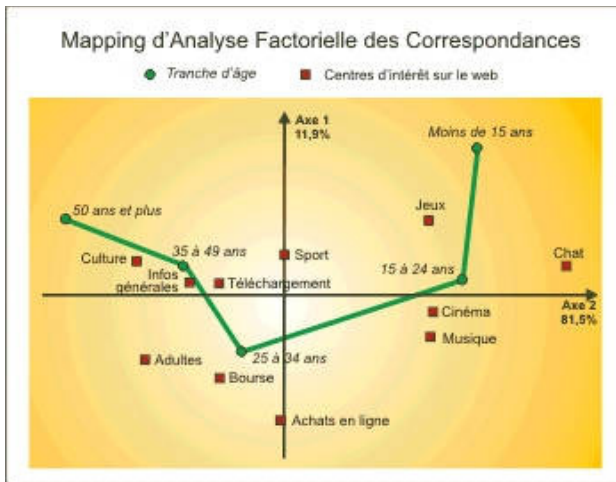 Mapping d'Analyse Factorielle des Correspondances
Tranche d'âge
Centres d'intérêt sur le web
Axe 1
11,9%
Moins de 15 ans
50 ans et plus
Jeux
35 à 49 ans
Culture
Sport
Chat
Infos
générales
Téléchargement
15 à 24 ans
Axe 2
81,5%
Cinéma
Musique
25 à 34 ans
Adultes
Bourse
Achats en ligne